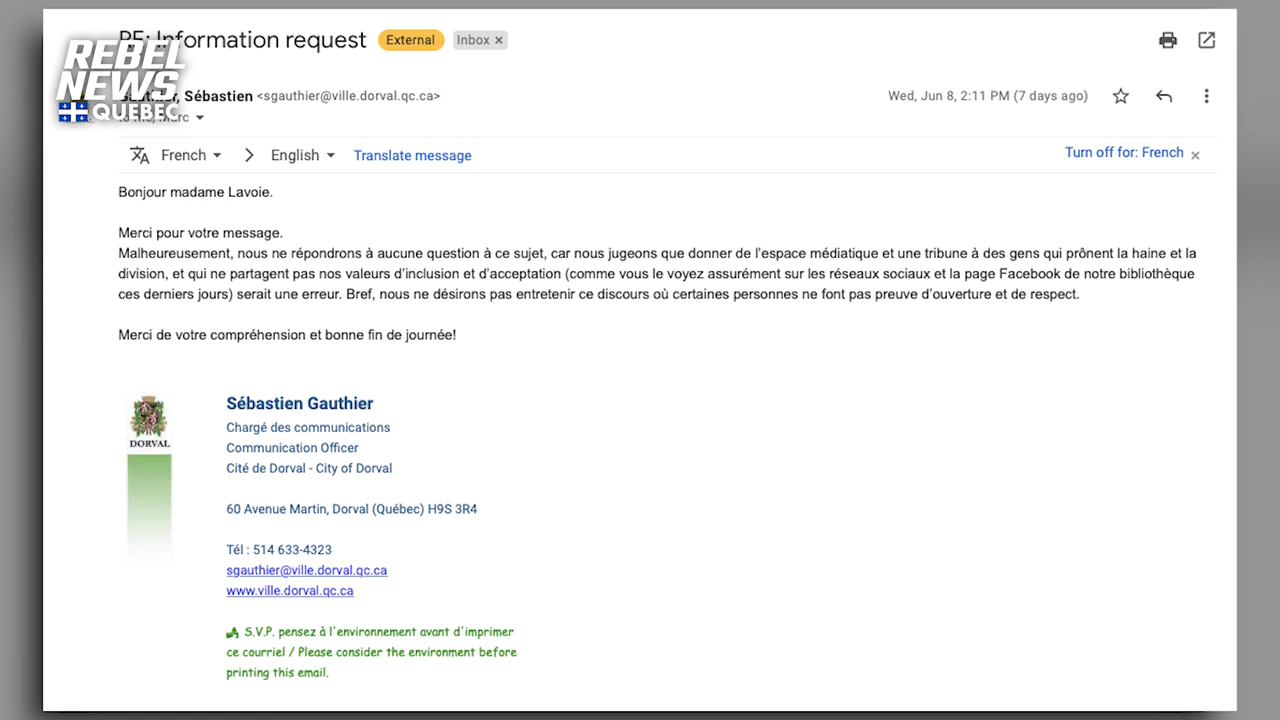 RE: Information request External Inbox ×
REBEL
NEWS
QUEBEC
Sébastien <sgauthier@ville.dorval.qc.ca> Wed, Jun 8, 2:11 PM (7 days ago)
to me, Marc
French > English Translate message Turn off for: French ×
Bonjour madame Lavoie.
Merci pour votre message.
Malheureusement, nous ne répondrons à aucune question à ce sujet, car nous jugeons que donner de l’espace médiatique et une tribune à des gens qui prônent la haine et la
division, et qui ne partagent pas nos valeurs d’inclusion et d’acceptation (comme vous le voyez assurément sur les réseaux sociaux et la page Facebook de notre bibliothèque
ces derniers jours) serait une erreur. Bref, nous ne désirons pas entretenir ce discours où certaines personnes ne font pas preuve d’ouverture et de respect.
Merci de votre compréhension et bonne fin de journée!
DORVAL
Sébastien Gauthier
Chargé des communications
Communication Officer
Cité de Dorval - City of Dorval
60 Avenue Martin, Dorval (Québec) H9S 3R4
Tél : 514 633-4323
sgauthier@ville.dorval.qc.ca
www.ville.dorval.qc.ca
S.V.P. pensez à l'environnement avant d'imprimer
ce courriel / Please consider the environment before
printing this email.